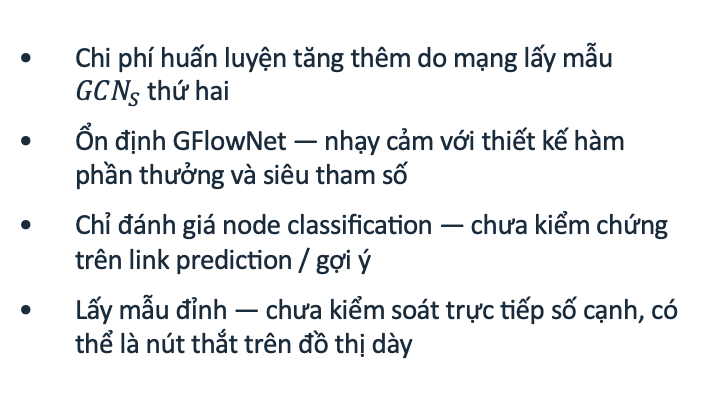 • Chi phí huấn luyện tăng thêm do mạng lấy mẫu
GCN_S thứ hai
• Ổn định GFlowNet — nhạy cảm với thiết kế hàm
phần thưởng và siêu tham số
• Chỉ đánh giá node classification — chưa kiểm chứng
trên link prediction / gợi ý
• Lấy mẫu đỉnh — chưa kiểm soát trực tiếp số cạnh, có
thể là nút thắt trên đồ thị dày